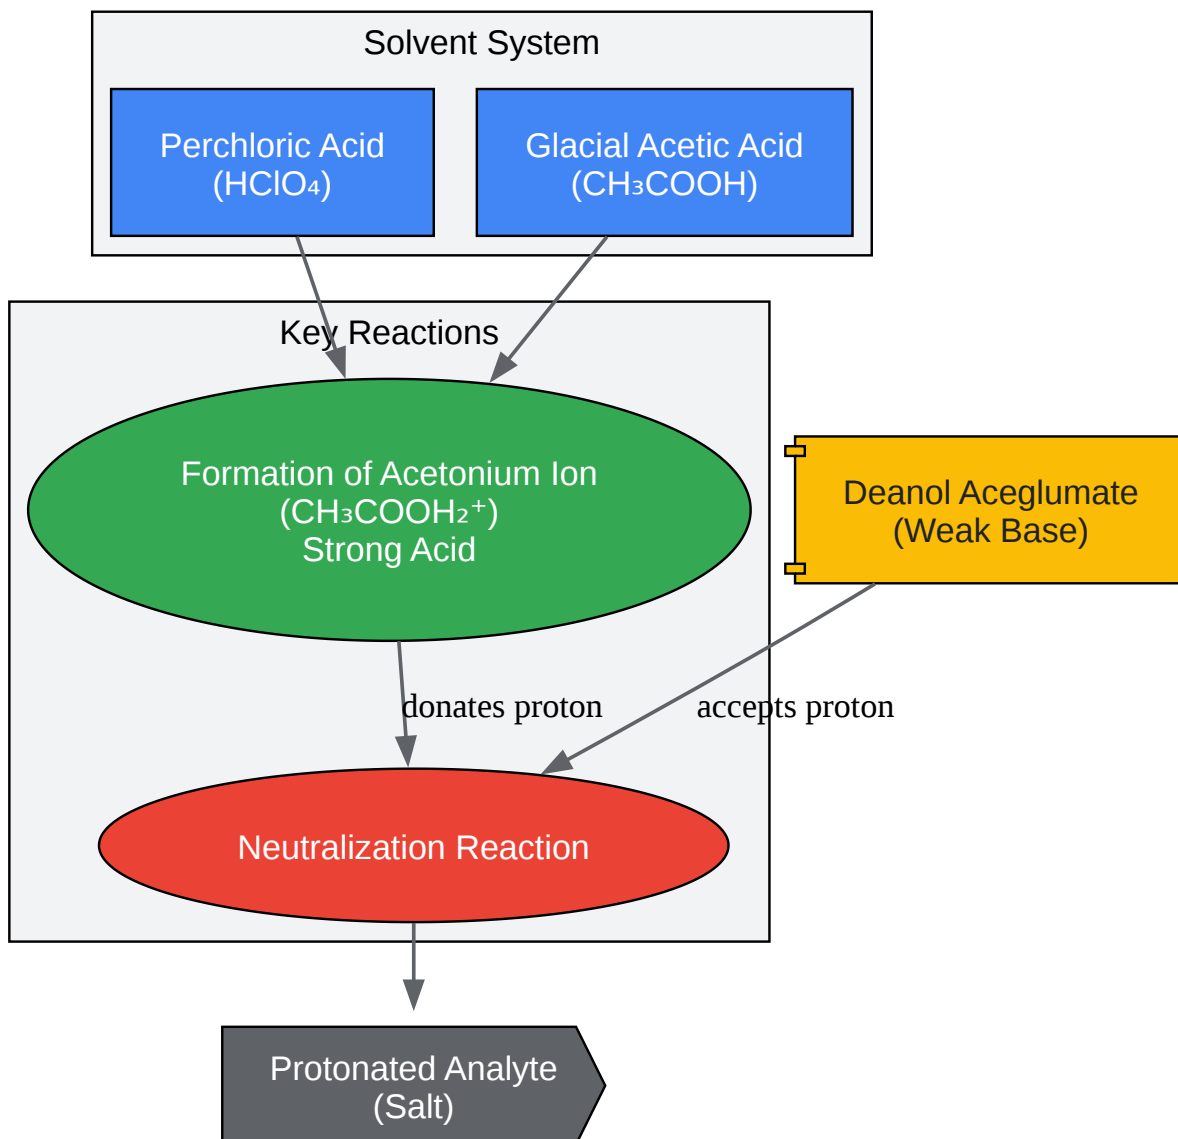 Solvent System
Perchloric Acid
(HClO₄)
Glacial Acetic Acid
(CH₃COOH)
Key Reactions
Formation of Acetonium Ion
(CH₃COOH₂⁺)
Strong Acid
Deanol Aceglumate
(Weak Base)
donates proton
accepts proton
Neutralization Reaction
Protonated Analyte
(Salt)